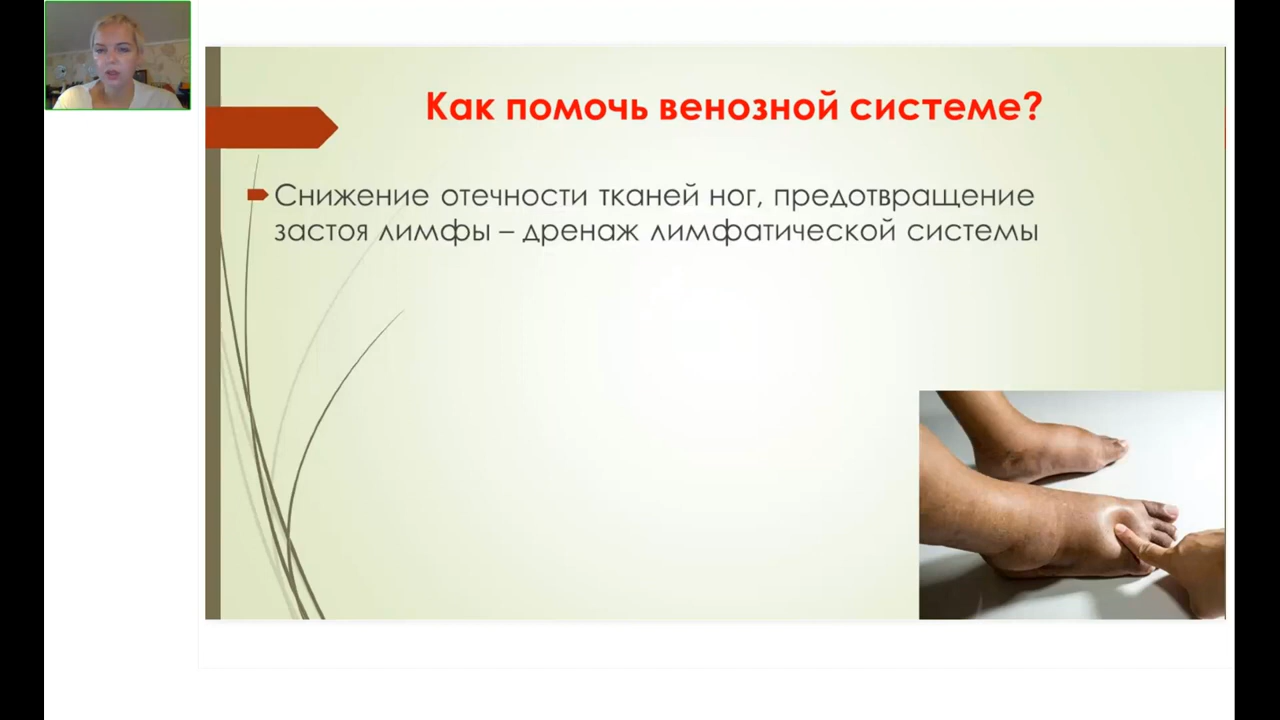 Как помочь венозной системе?
Снижение отечности тканей ног, предотвращение
застоя лимфы – дренаж лимфатической системы